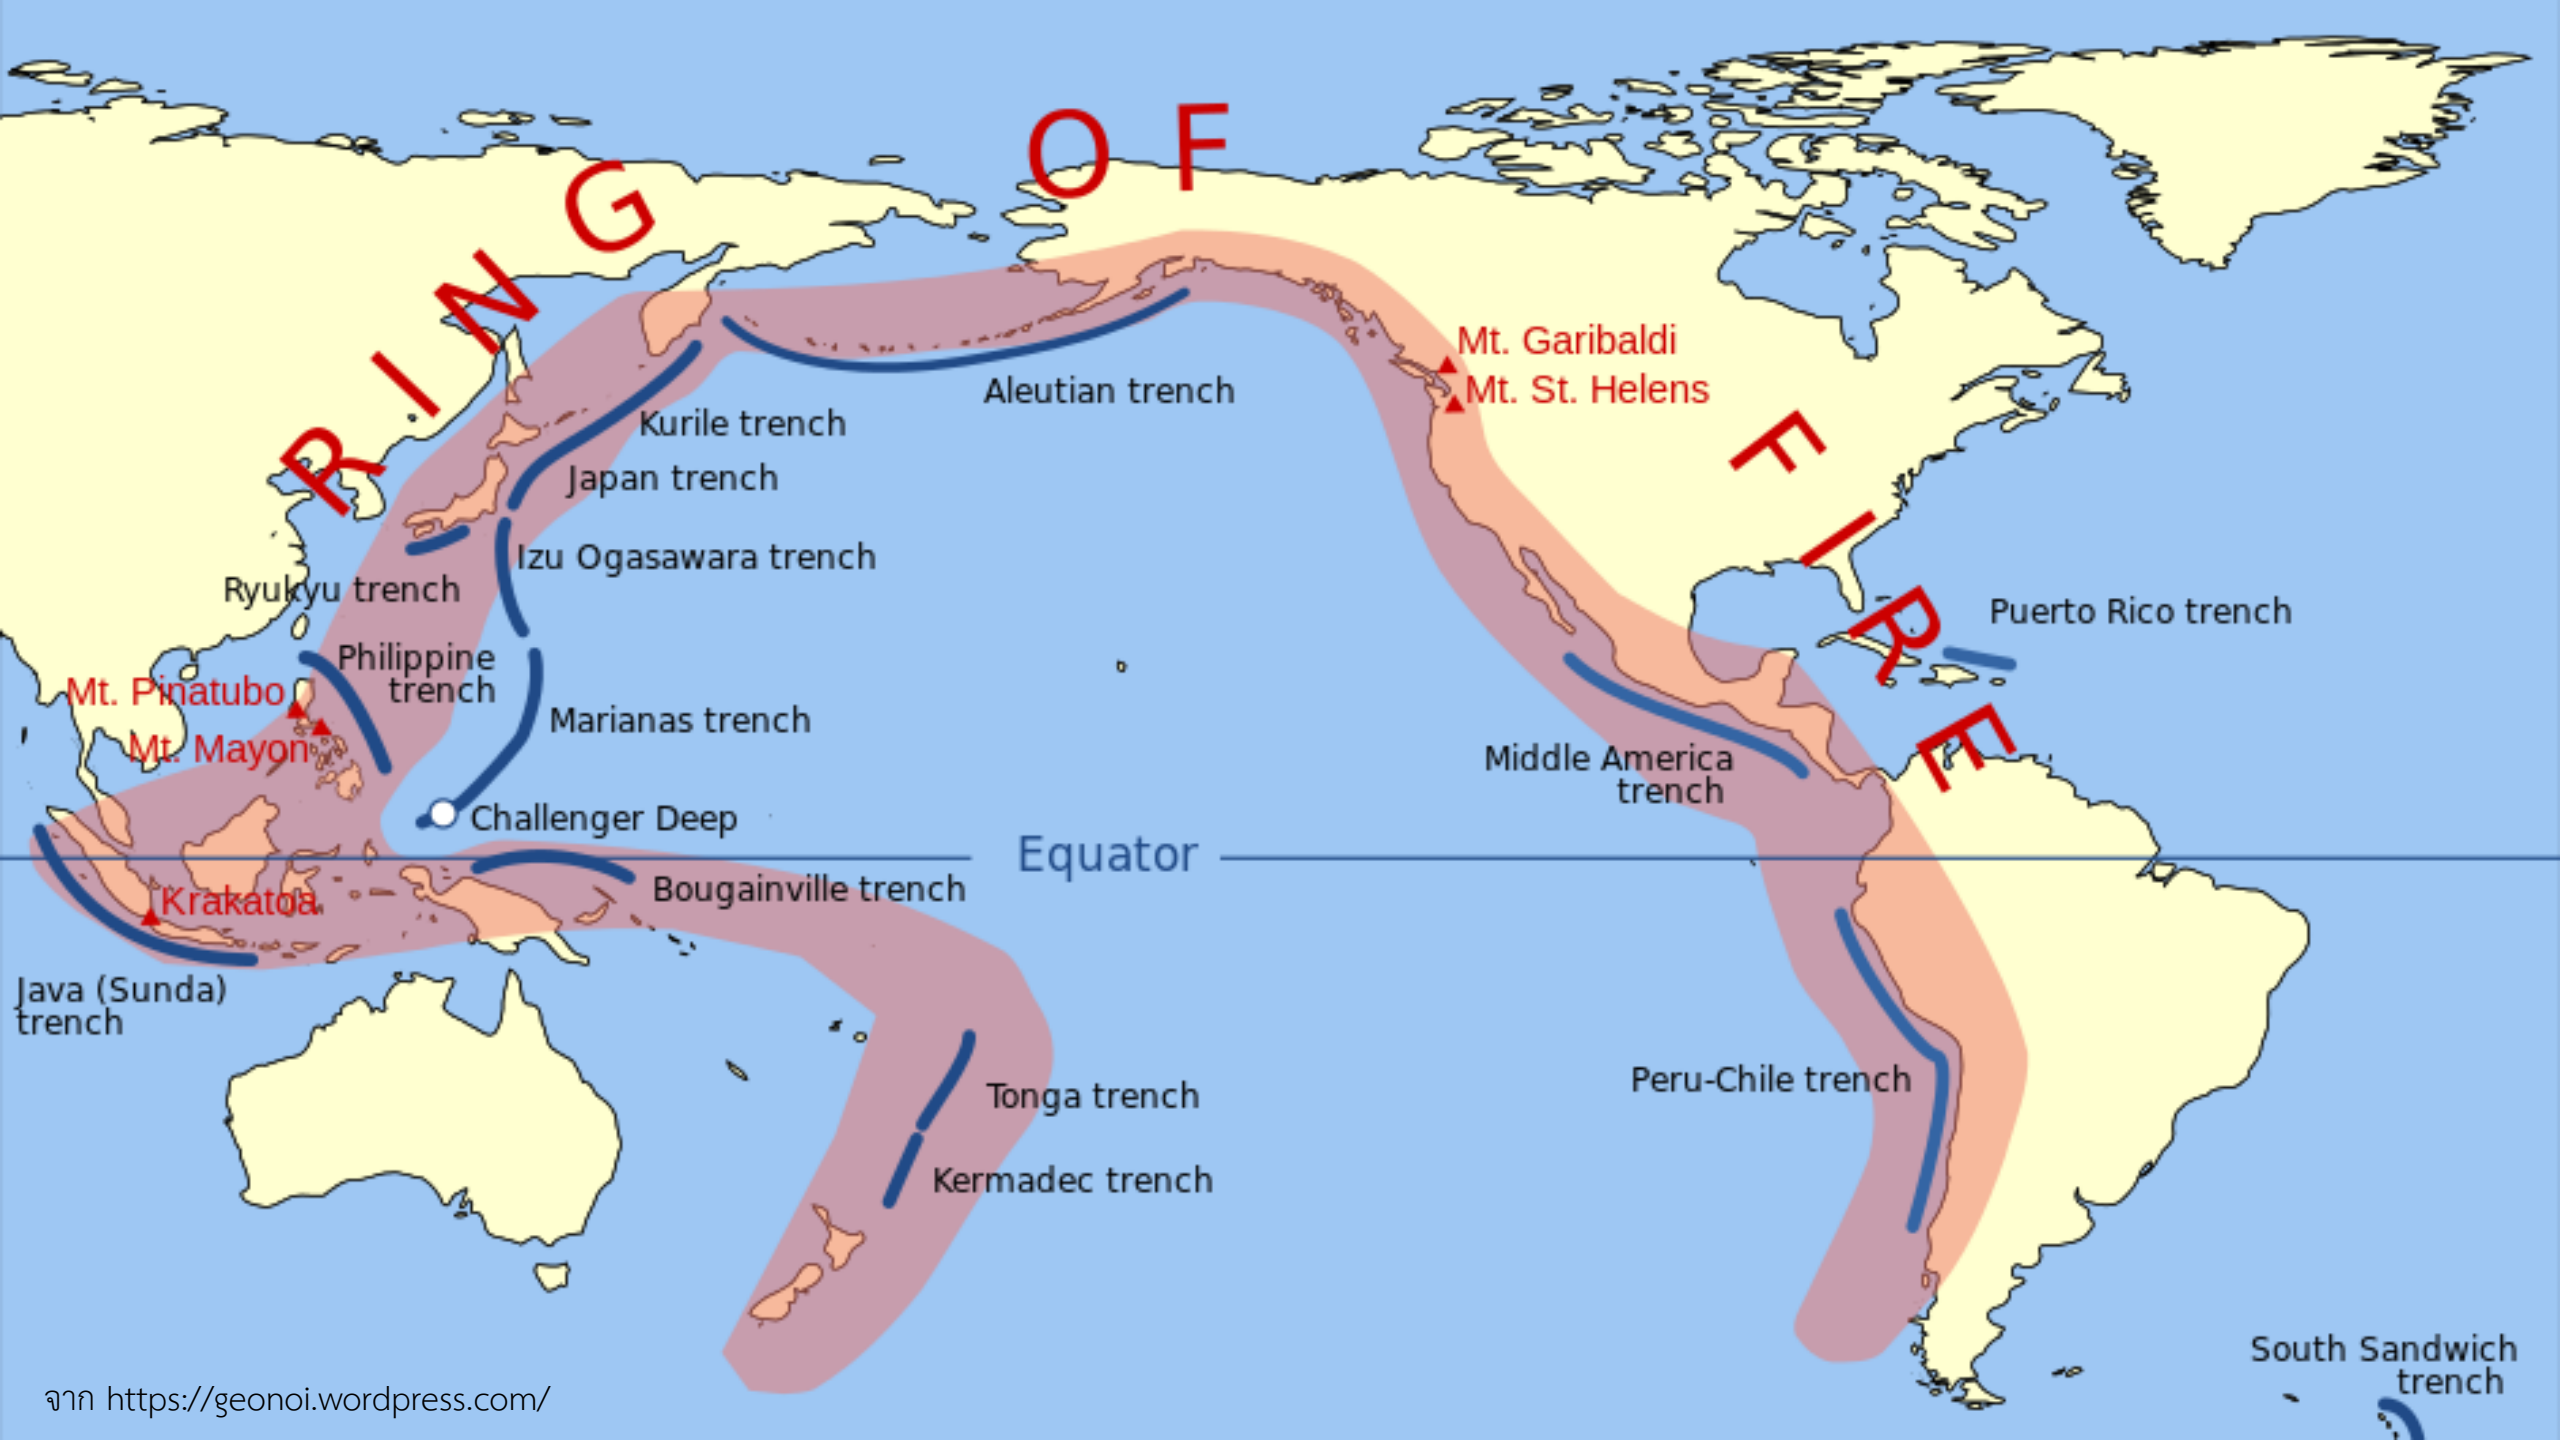 RING OF FIRE
Mt. Garibaldi
Mt. St. Helens
Aleutian trench
Kurile trench
Japan trench
Izu Ogasawara trench
Ryukyu trench
Puerto Rico trench
Philippine
trench
Mt. Pinatubo
Mt. Mayon
Marianas trench
Middle America
trench
Challenger Deep
Equator
Bougainville trench
Krakatoa
Java (Sunda)
trench
Tonga trench
Peru-Chile trench
Kermadec trench
South Sandwich
trench
จาก https://geonoi.wordpress.com/